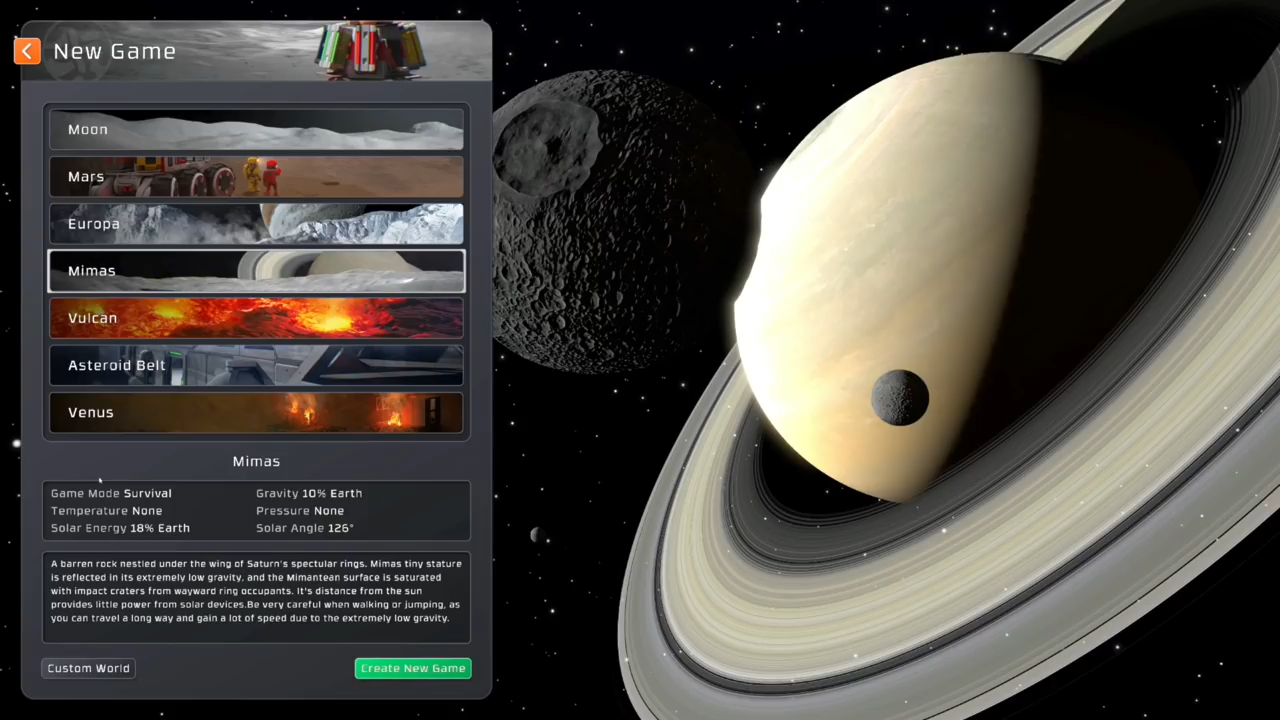 New Game
Moon
Mars
Europa
Mimas
Vulcan
Asteroid Belt
Venus
Mimas
Game Mode Survival
Gravity 10% Earth
Temperature None
Pressure None
Solar Energy 18% Earth
Solar Angle 126°
A barren rock nestled under the wing of Saturn's spectular rings. Mimas tiny stature
is reflected in its extremely low gravity, and the Mimantean surface is saturated
with impact craters from wayward ring occupants. It's distance from the sun
provides little power from solar devices.Be very careful when walking or jumping, as
you can travel a long way and gain a lot of speed due to the extremely low gravity.
Custom World
Create New Game